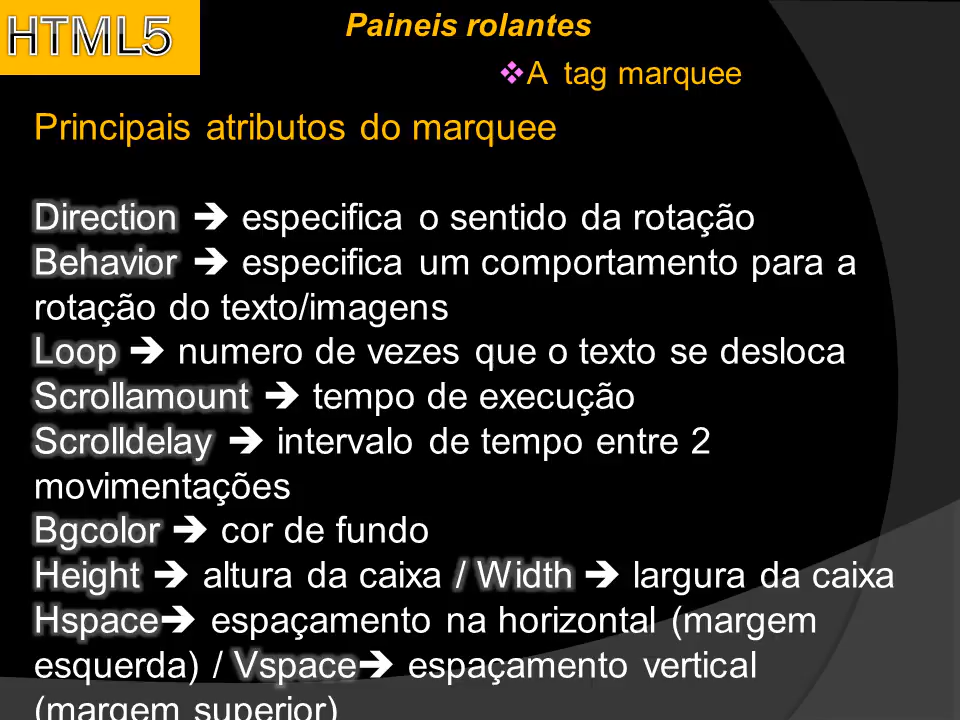 HTML5
Paineis rolantes
❖A tag marquee
Principais atributos do marquee
Direction ➔ especifica o sentido da rotação
Behavior ➔ especifica um comportamento para a
rotação do texto/imagens
Loop ➔ numero de vezes que o texto se desloca
Scrollamount ➔ tempo de execução
Scrolldelay ➔ intervalo de tempo entre 2
movimentações
Bgcolor ➔ cor de fundo
Height ➔ altura da caixa / Width ➔ largura da caixa
Hspace➔ espaçamento na horizontal (margem
esquerda) / Vspace➔ espaçamento vertical
(margem superior)